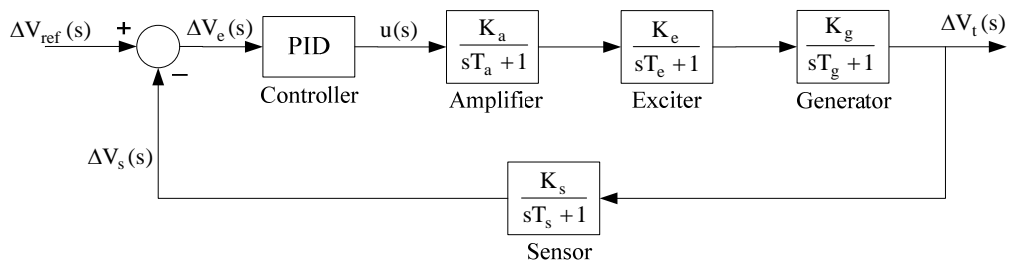 ΔV_ref(s)
+
−
ΔV_e(s)
PID
Controller
u(s)
K_a
sT_a +1
Amplifier
K_e
sT_e +1
Exciter
K_g
sT_g +1
Generator
ΔV_t(s)
ΔV_s(s)
K_s
sT_s +1
Sensor